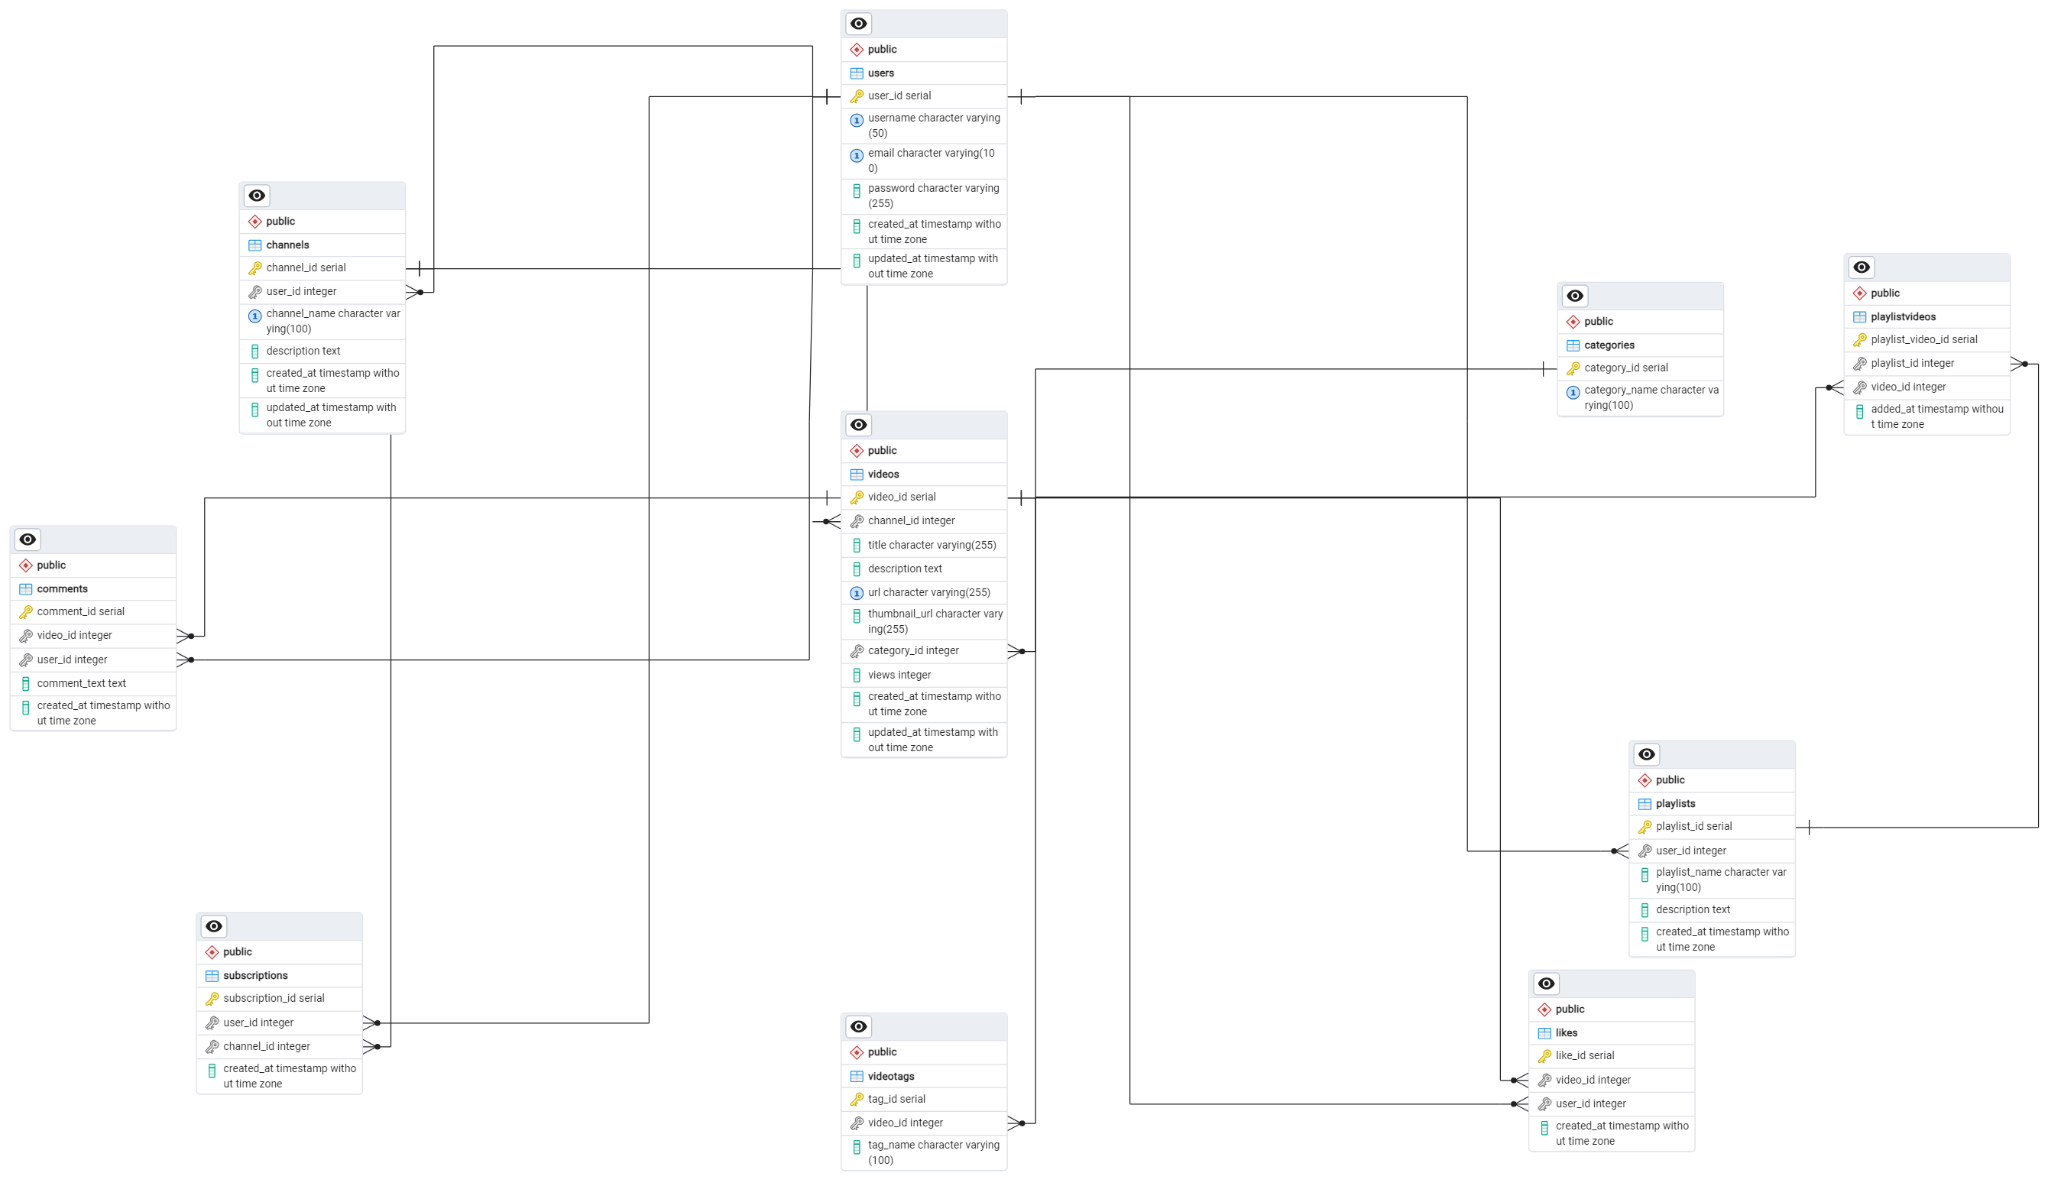 public
users
user_id serial
username character varying
(50)
email character varying(10
0)
password character varying
(255)
created_at timestamp witho
ut time zone
updated_at timestamp with
out time zone
public
channels
channel_id serial
user_id integer
channel_name character var
ying(100)
description text
created_at timestamp witho
ut time zone
updated_at timestamp with
out time zone
public
categories
category_id serial
category_name character va
rying(100)
public
playlistvideos
playlist_video_id serial
playlist_id integer
video_id integer
added_at timestamp withou
t time zone
public
videos
video_id serial
channel_id integer
title character varying(255)
description text
url character varying(255)
thumbnail_url character vary
ing(255)
category_id integer
views integer
created_at timestamp witho
ut time zone
updated_at timestamp with
out time zone
public
comments
comment_id serial
video_id integer
user_id integer
comment_text text
created_at timestamp witho
ut time zone
public
playlists
playlist_id serial
user_id integer
playlist_name character var
ying(100)
description text
created_at timestamp witho
ut time zone
public
subscriptions
subscription_id serial
user_id integer
channel_id integer
created_at timestamp witho
ut time zone
public
videotags
tag_id serial
video_id integer
tag_name character varying
(100)
public
likes
like_id serial
video_id integer
user_id integer
created_at timestamp witho
ut time zone